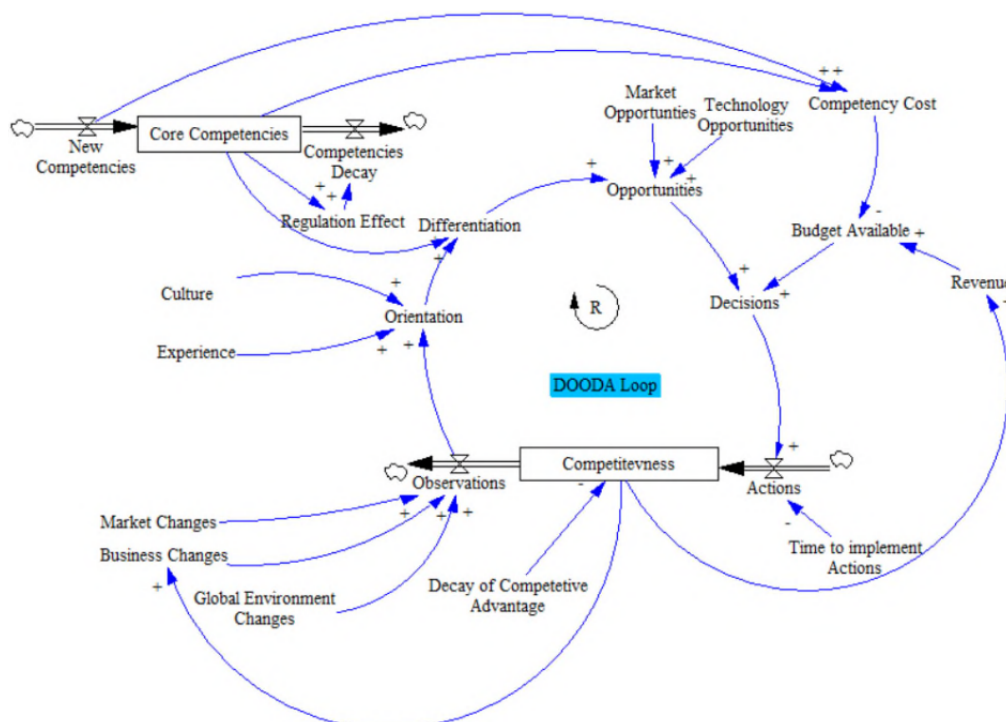 Market
Opportunties
Technology
Opportunities
Competency Cost
Core Competencies
New
Competencies
Competencies
Decay
Regulation Effect
Differentiation
Opportunities
Budget Available
Culture
Orientation
Decisions
Revenue
Experience
R
DOODA Loop
Competitevness
Observations
Actions
Market Changes
Business Changes
Time to implement
Actions
Global Environment
Changes
Decay of Competetive
Advantage